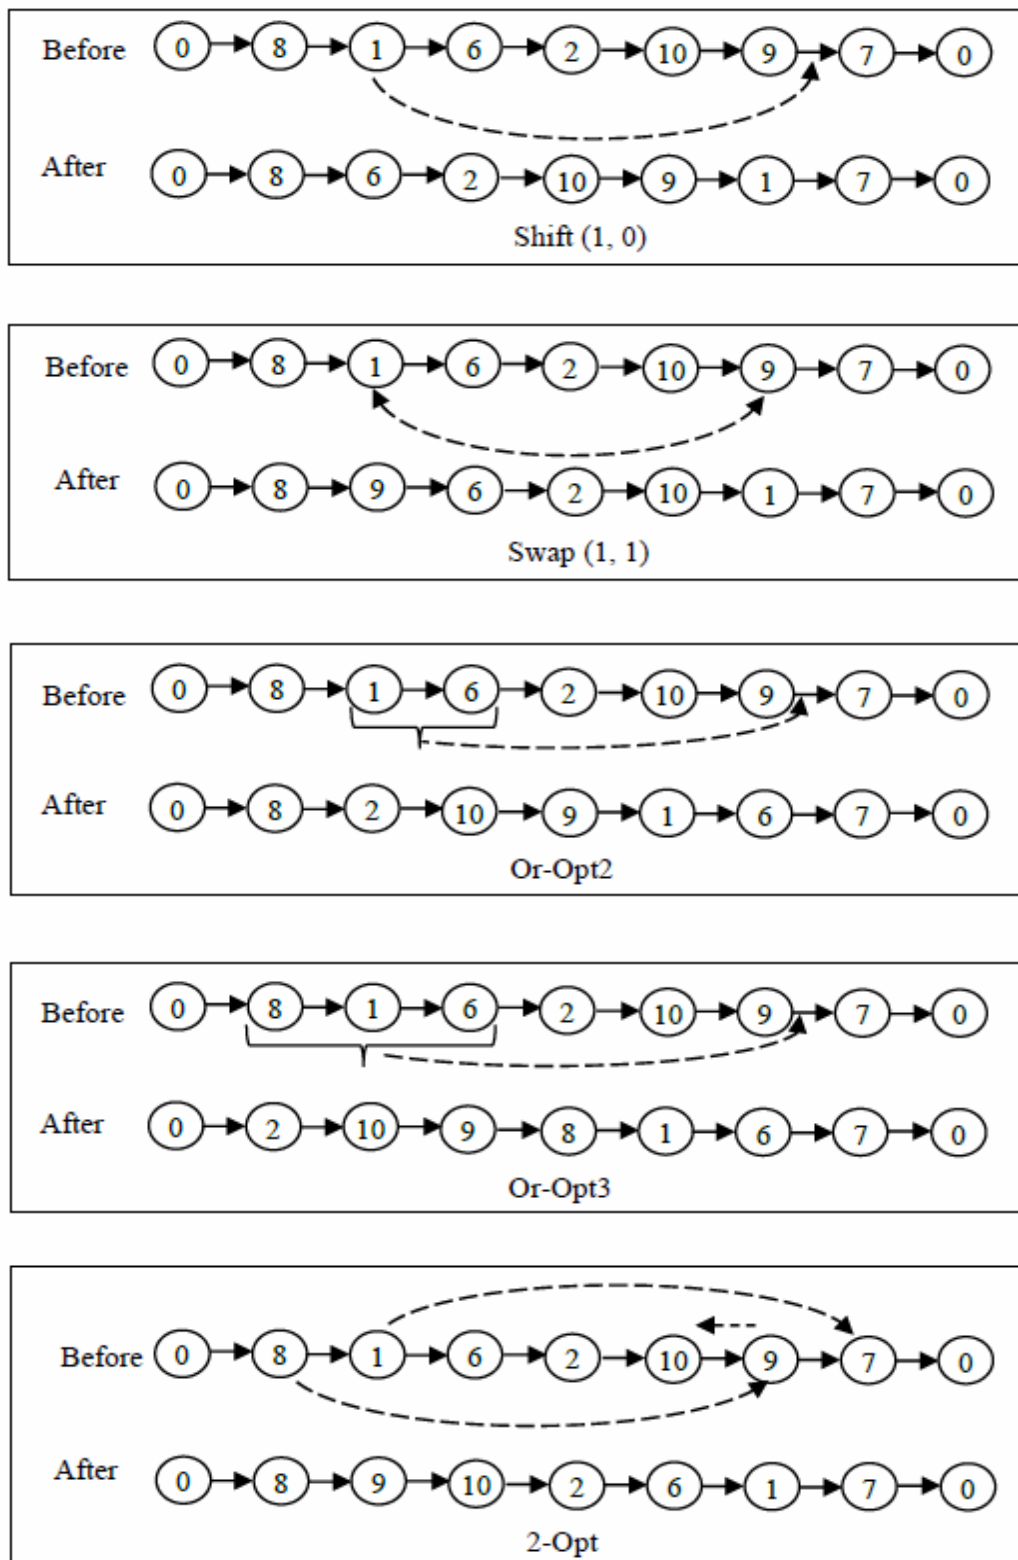 Before 0 8 1 6 2 10 9 7 0
After 0 8 6 2 10 9 1 7 0
Shift (1, 0)
Before 0 8 1 6 2 10 9 7 0
After 0 8 9 6 2 10 1 7 0
Swap (1, 1)
Before 0 8 1 6 2 10 9 7 0
After 0 8 2 10 9 1 6 7 0
Or-Opt2
Before 0 8 1 6 2 10 9 7 0
After 0 2 10 9 8 1 6 7 0
Or-Opt3
Before 0 8 1 6 2 10 9 7 0
After 0 8 9 10 2 6 1 7 0
2-Opt